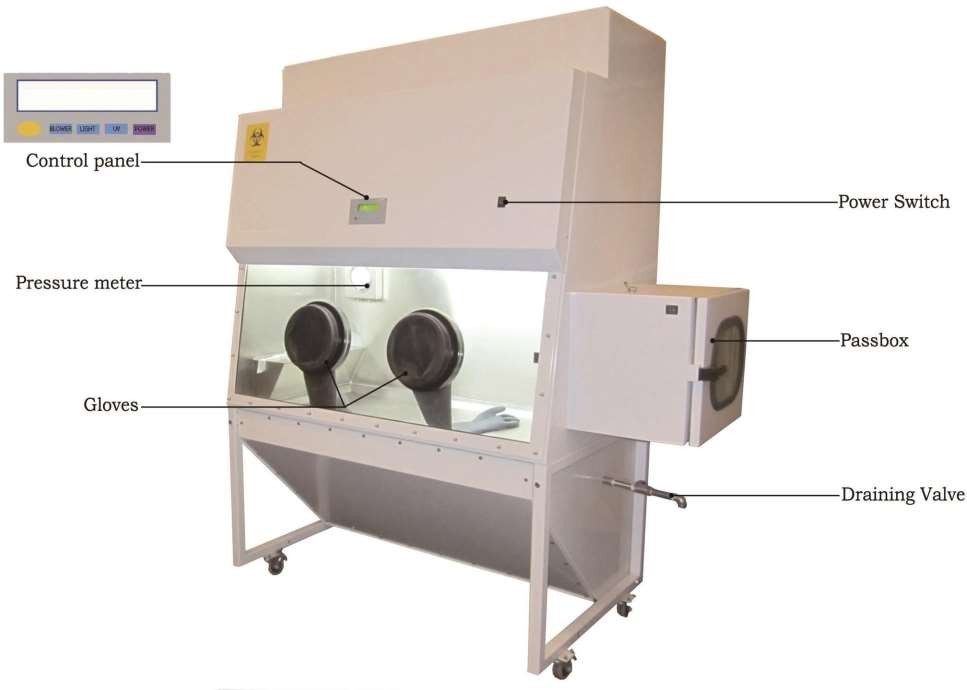 BLOWER LIGHT UV POWER
Control panel
Power Switch
Pressure meter
Passbox
Gloves
Draining Valve